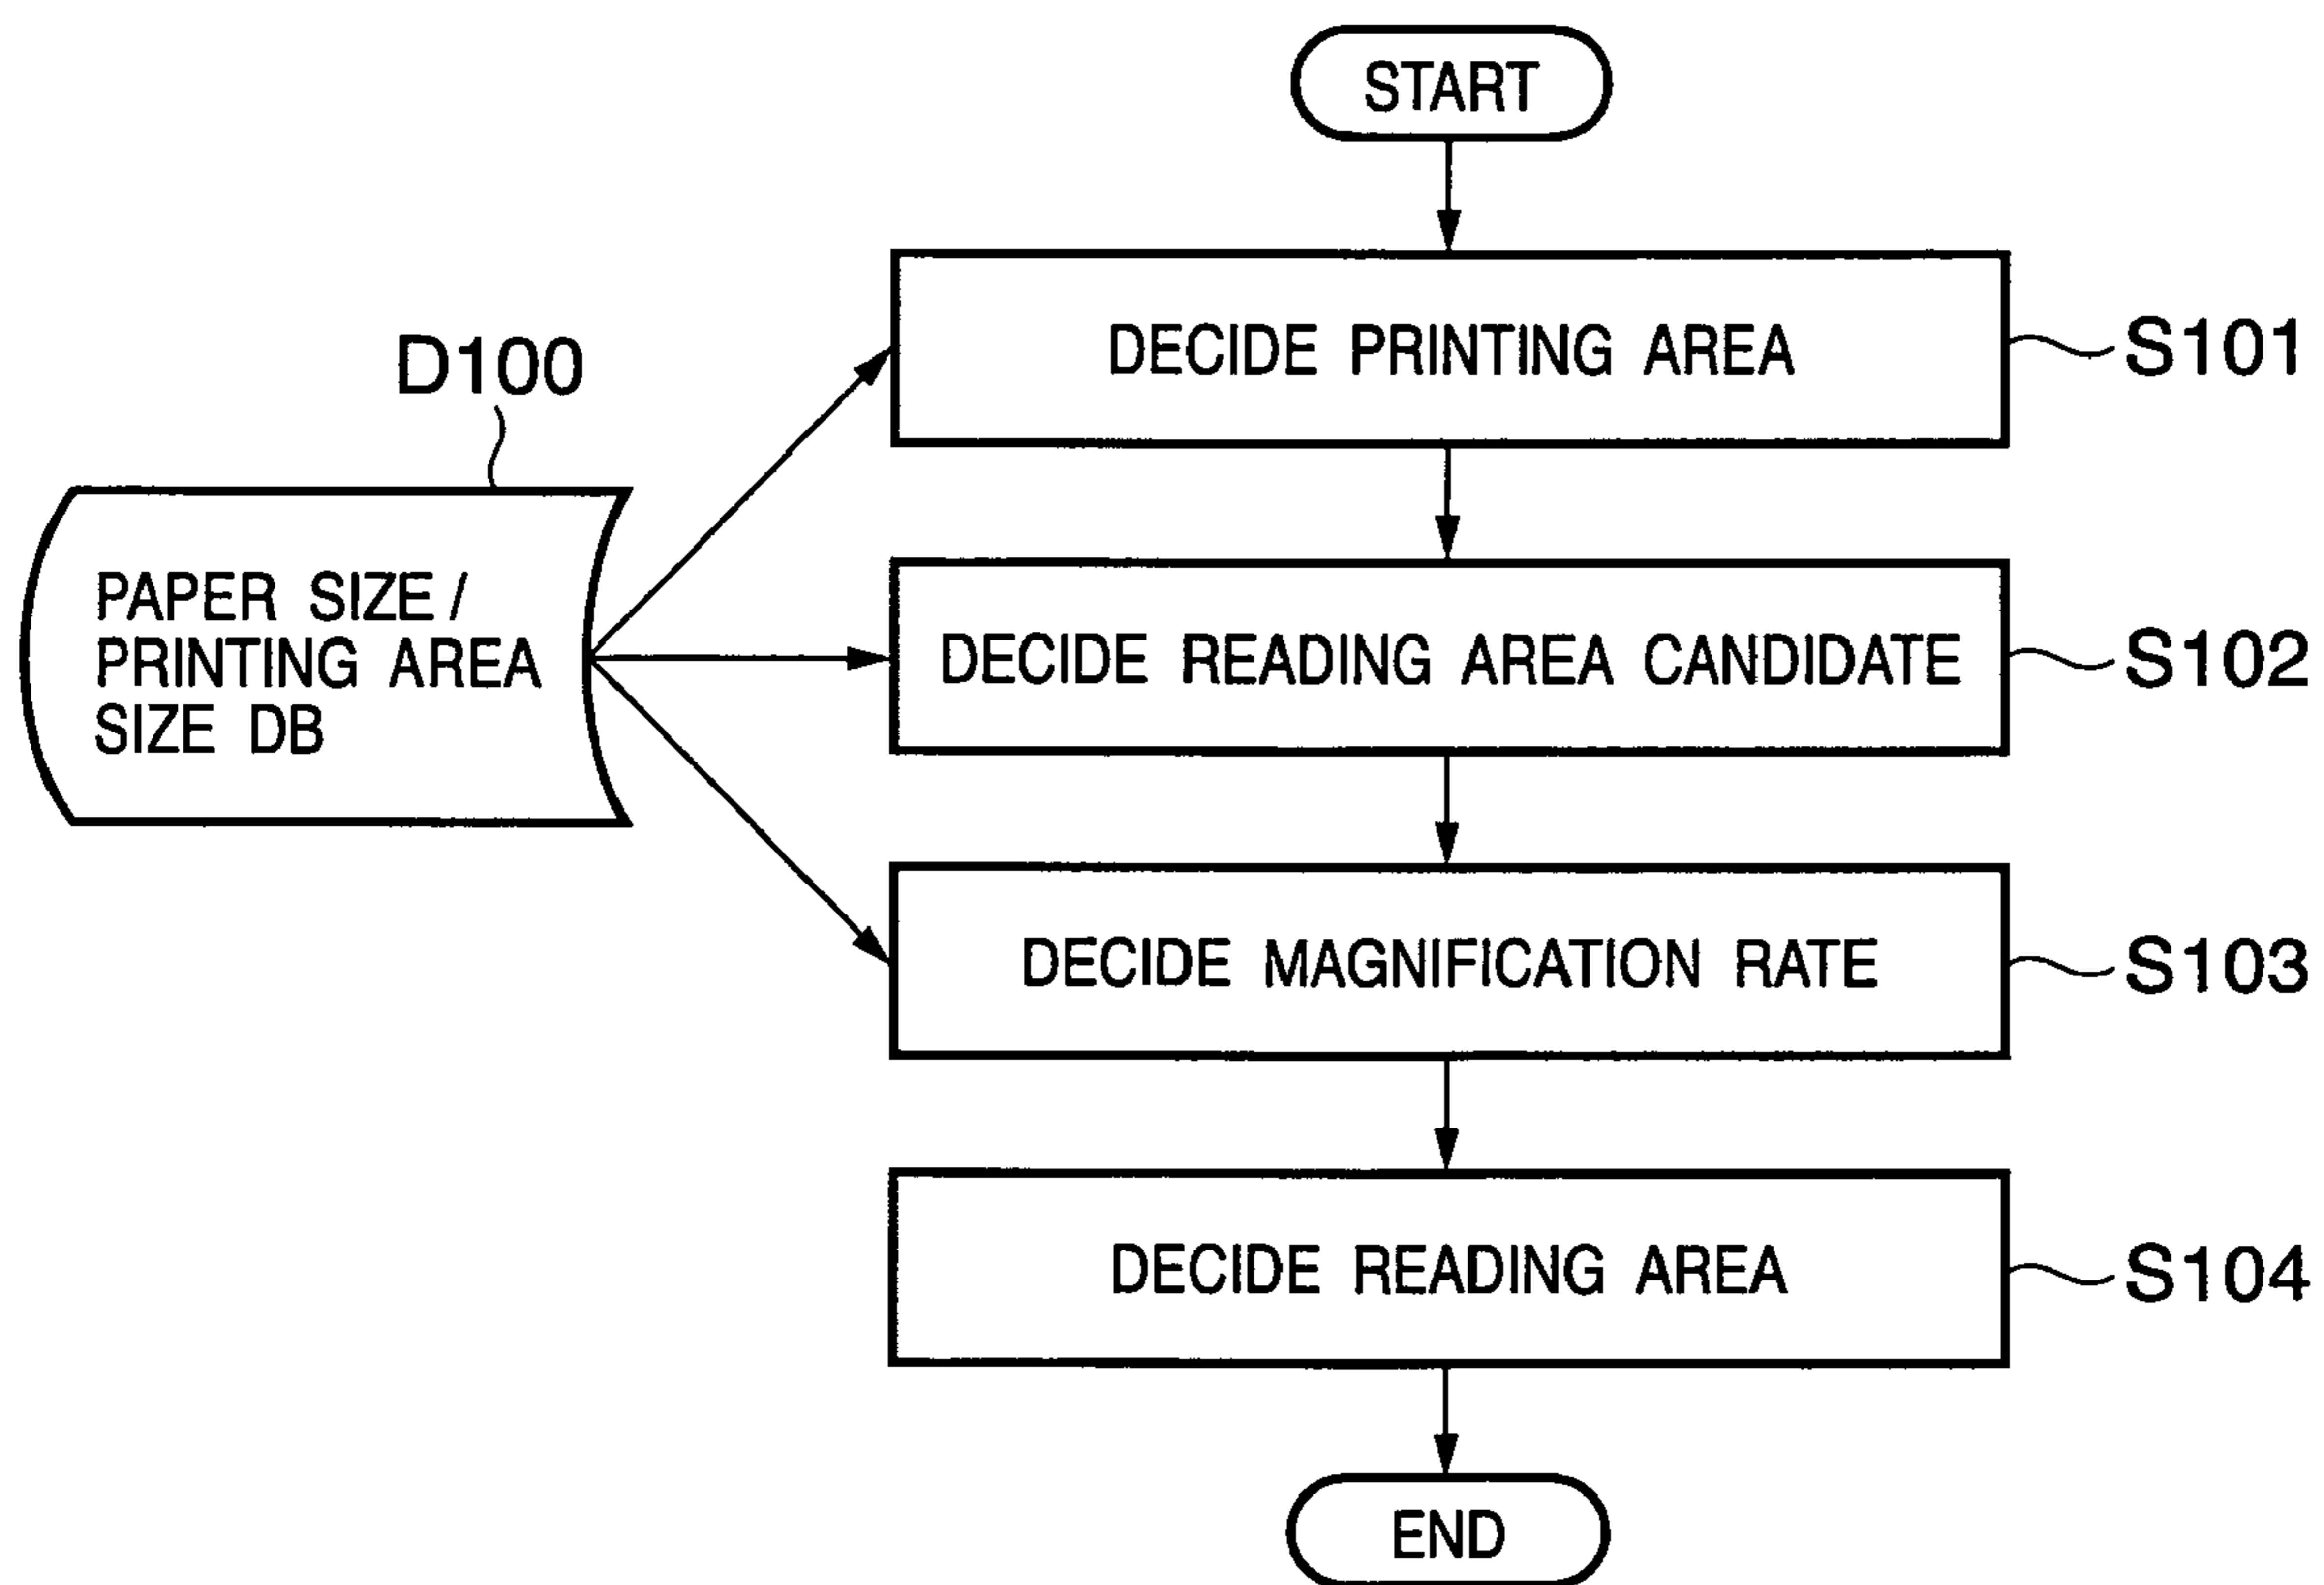 START
DECIDE PRINTING AREA
S101
D100
PAPER SIZE /
PRINTING AREA
SIZE DB
DECIDE READING AREA CANDIDATE
S102
DECIDE MAGNIFICATION RATE
S103
DECIDE READING AREA
S104
END